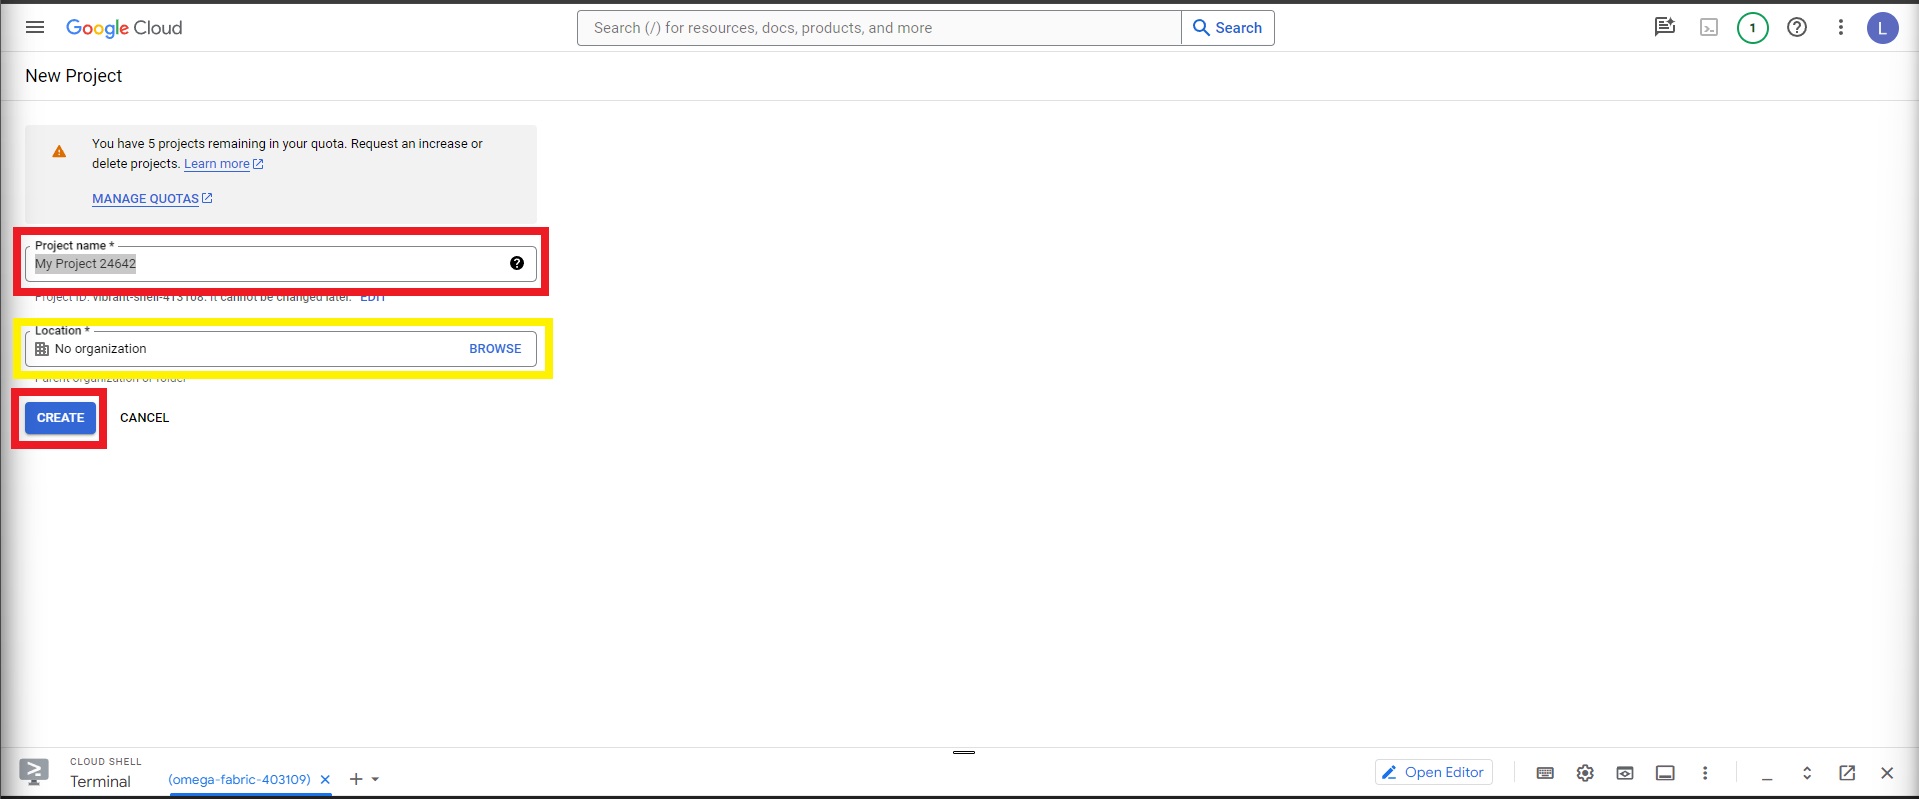 Google Cloud
Search (/) for resources, docs, products, and more
Search
1
L
New Project
You have 5 projects remaining in your quota. Request an increase or
delete projects. Learn more
MANAGE QUOTAS
Project name *
My Project 24642
Project ID: vibrant-shell-413108. It cannot be changed later. EDIT
Location *
No organization
BROWSE
Parent organization or folder
CREATE
CANCEL
CLOUD SHELL
Terminal
(omega-fabric-403109)
Open Editor